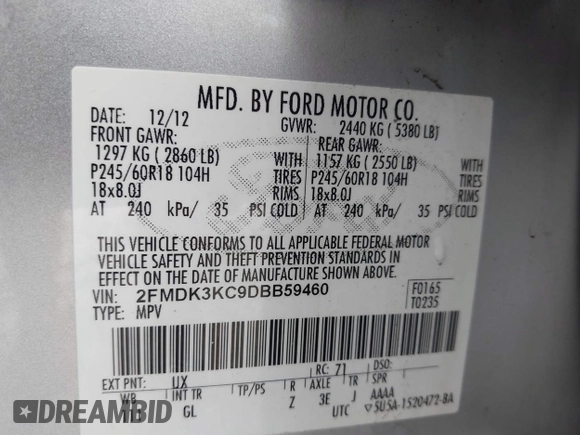 MFD. BY FORD MOTOR CO.
DATE: 12/12 GVWR: 2440 KG ( 5380 LB)
FRONT GAWR: REAR GAWR:
1297 KG ( 2860 LB) WITH 1157 KG ( 2550 LB) WITH
P245/60R18 104H TIRES P245/60R18 104H TIRES
18x8.0J RIMS 18x8.0J RIMS
AT 240 kPa/ 35 PSI COLD AT 240 kPa/ 35 PSI COLD
THIS VEHICLE CONFORMS TO ALL APPLICABLE FEDERAL MOTOR
VEHICLE SAFETY AND THEFT PREVENTION STANDARDS IN
EFFECT ON THE DATE OF MANUFACTURE SHOWN ABOVE.
VIN: 2FMDK3KC9DBB59460 F0165
TYPE: MPV T0235
EXT PNT: UX RC: 71 DSO:
WB INT TR TP/PS R AXLE TR SPR
GL Z 3E J AAAA
UTC 5U5A-1520472-BA
DREAMBID